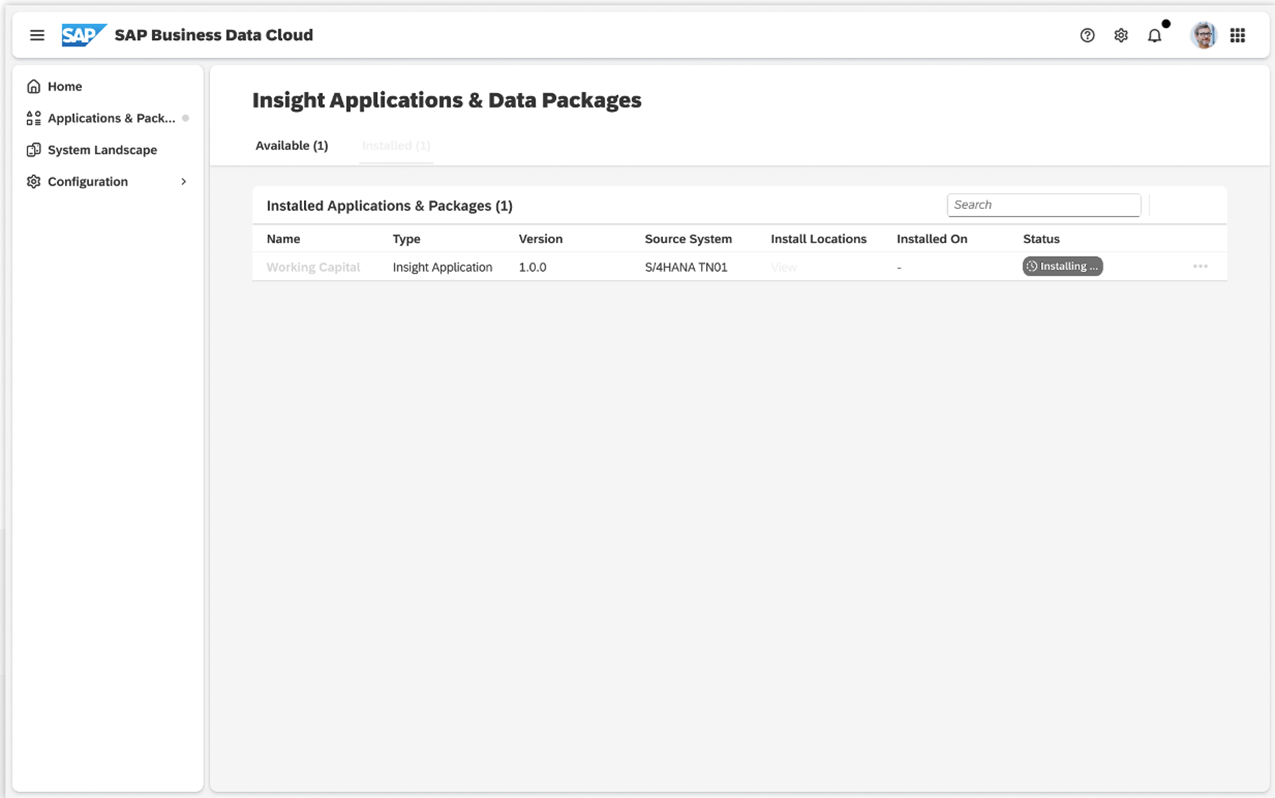 SAP SAP Business Data Cloud
Home
Applications & Pack...
System Landscape
Configuration
Insight Applications & Data Packages
Available (1) Installed (1)
Installed Applications & Packages (1) Search
Name Type Version Source System Install Locations Installed On Status
Working Capital Insight Application 1.0.0 S/4HANA TN01 View - Installing ...